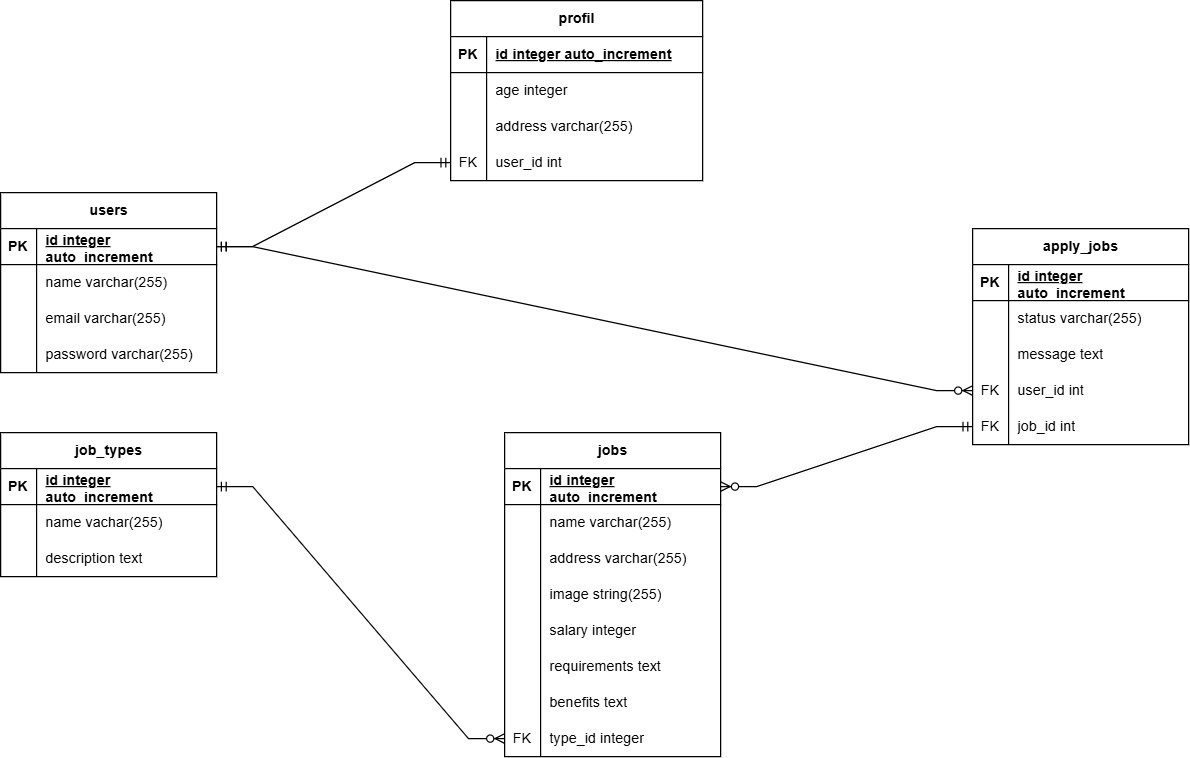 profil
PK id integer auto_increment
age integer
address varchar(255)
FK user_id int
users
PK id integer
auto_increment
name varchar(255)
email varchar(255)
password varchar(255)
apply_jobs
PK id integer
auto_increment
status varchar(255)
message text
FK user_id int
FK job_id int
job_types
PK id integer
auto_increment
name vachar(255)
description text
jobs
PK id integer
auto_increment
name varchar(255)
address varchar(255)
image string(255)
salary integer
requirements text
benefits text
FK type_id integer